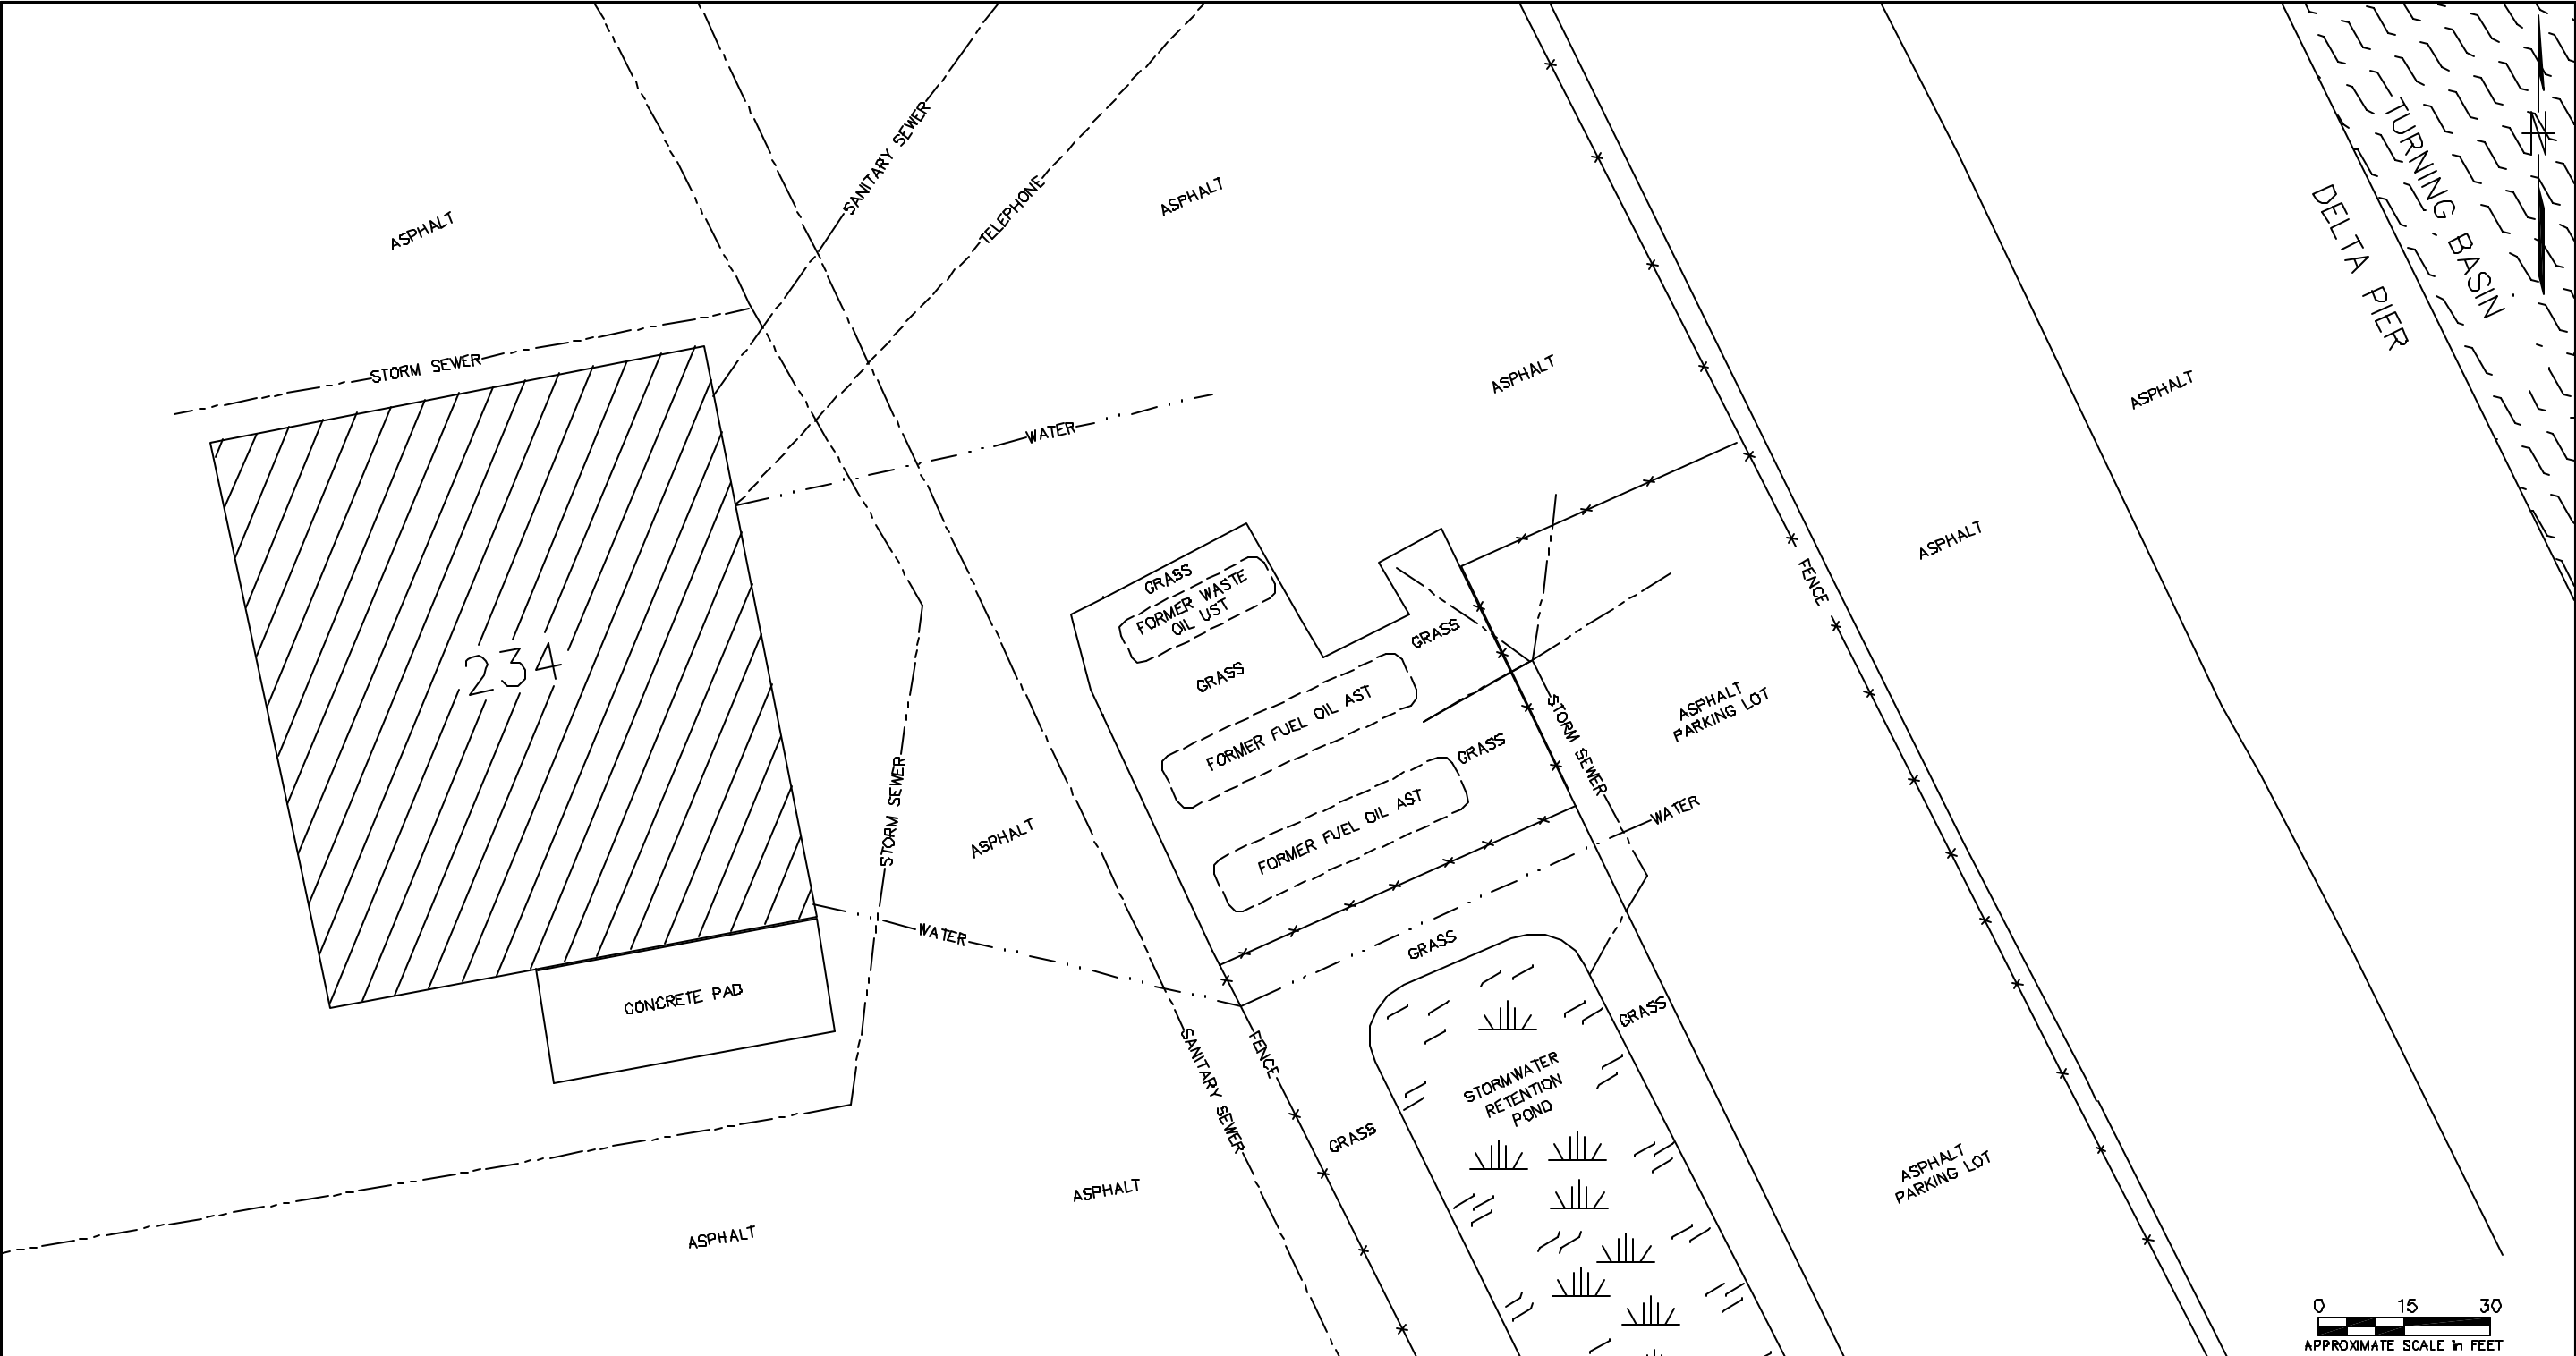 SANITARY SEWER
TELEPHONE
ASPHALT
ASPHALT
TURNING BASIN
N
DELTA PIER
STORM SEWER
WATER
ASPHALT
ASPHALT
ASPHALT
FENCE
GRASS
FORMER WASTE
OIL UST
GRASS
GRASS
234
FORMER FUEL OIL AST
GRASS
STORM SEWER
ASPHALT
PARKING LOT
STORM SEWER
ASPHALT
FORMER FUEL OIL AST
WATER
WATER
GRASS
CONCRETE PAD
GRASS
FENCE
SANITARY SEWER
STORMWATER
RETENTION
POND
GRASS
ASPHALT
ASPHALT
PARKING LOT
ASPHALT
0 15 30
APPROXIMATE SCALE in FEET